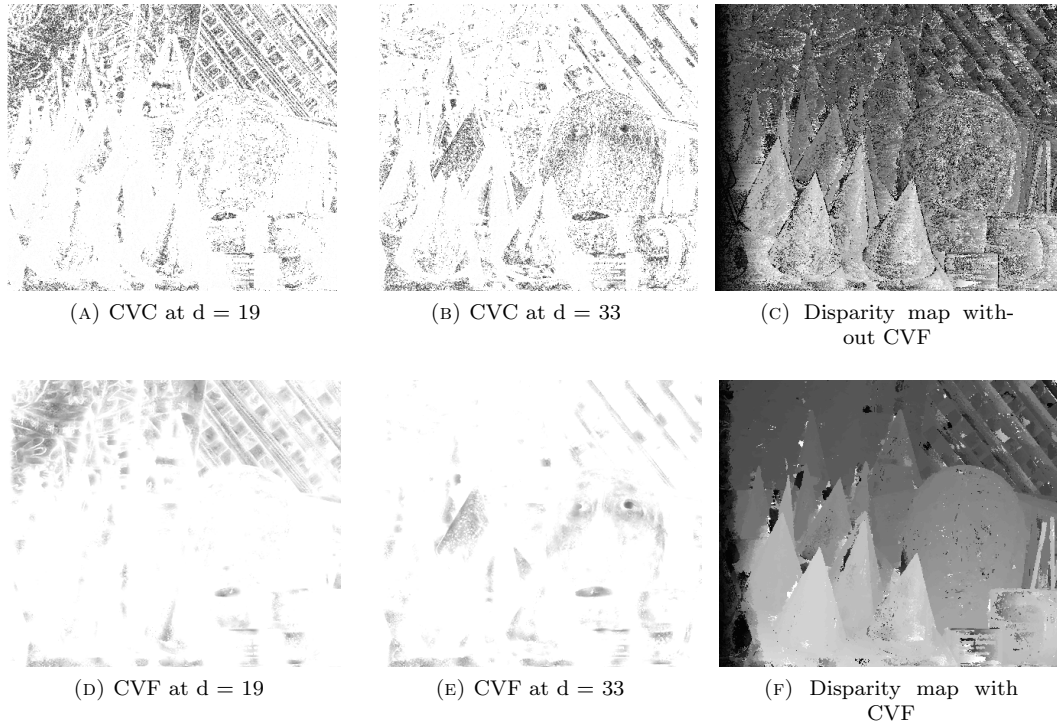 (A) CVC at d = 19
(B) CVC at d = 33
(C) Disparity map with-
out CVF
(D) CVF at d = 19
(E) CVF at d = 33
(F) Disparity map with
CVF